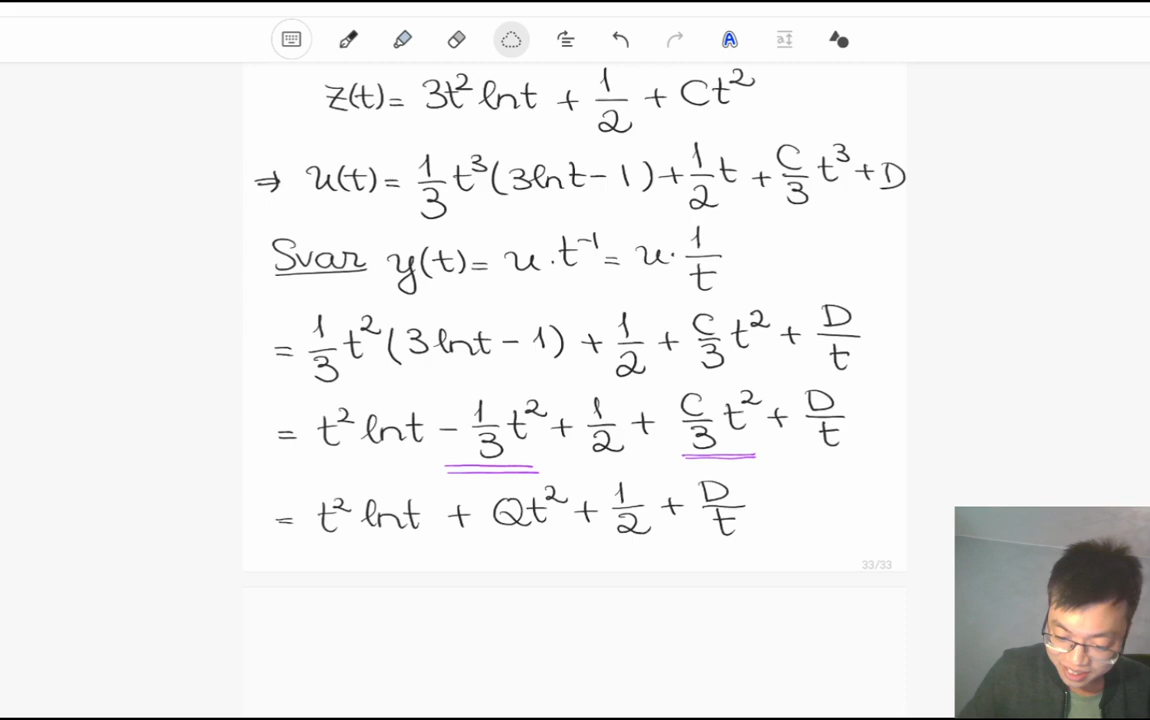 z(t) = 3t² ln t + 1/2 + Ct²
⇒ u(t) = 1/3 t³(3 ln t − 1) + 1/2 t + C/3 t³ + D
Svar y(t) = u · t⁻¹ = u · 1/t
= 1/3 t²(3 ln t − 1) + 1/2 + C/3 t² + D/t
= t² ln t − 1/3 t² + 1/2 + C/3 t² + D/t
= t² ln t + Qt² + 1/2 + D/t
33/33